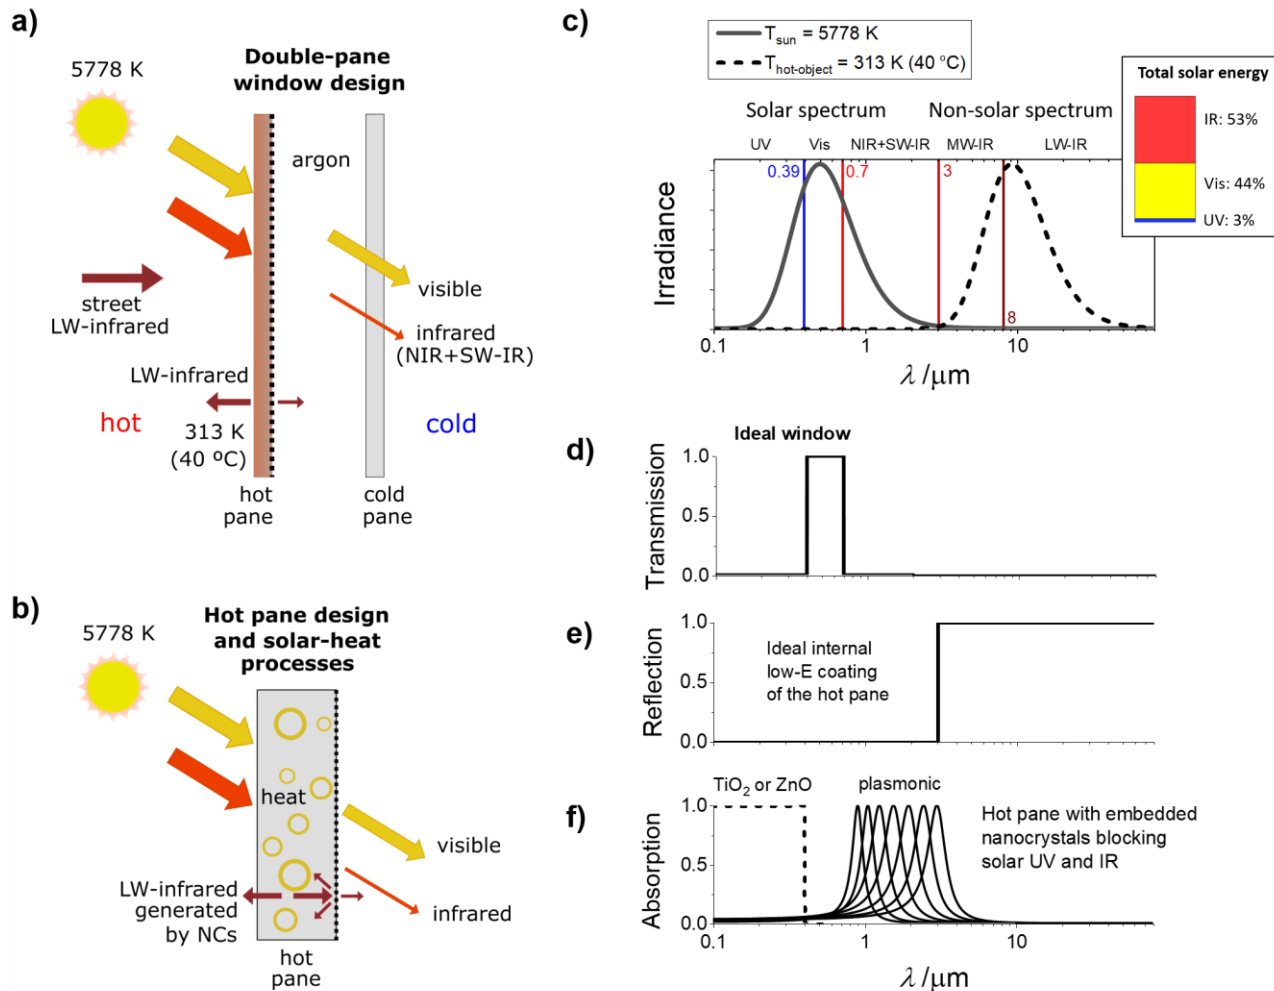 a)
5778 K
Double-pane
window design
argon
street
LW-infrared
visible
infrared
(NIR+SW-IR)
LW-infrared
hot
cold
313 K
(40 ºC)
hot
pane
cold
pane
b)
5778 K
Hot pane design
and solar-heat
processes
heat
visible
LW-infrared
generated
by NCs
infrared
hot
pane
c)
Tsun = 5778 K
Thot-object = 313 K (40 °C)
Total solar energy
IR: 53%
Vis: 44%
UV: 3%
Solar spectrum
Non-solar spectrum
UV Vis NIR+SW-IR MW-IR LW-IR
0.39 0.7 3
8
Irradiance
0.1 1 10
λ /μm
d)
Ideal window
Transmission
1.0
0.5
0.0
e)
Ideal internal
low-E coating
of the hot pane
Reflection
1.0
0.5
0.0
f)
TiO2 or ZnO
plasmonic
Hot pane with embedded
nanocrystals blocking
solar UV and IR
Absorption
1.0
0.5
0.0
0.1 1 10
λ /μm